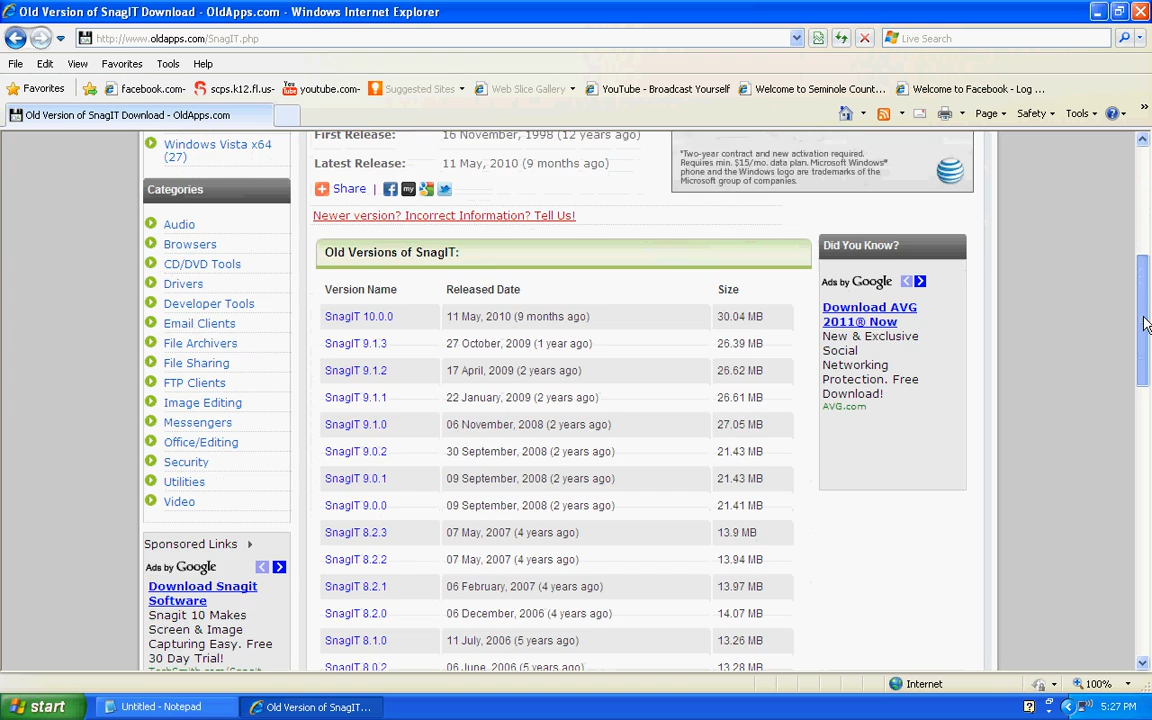 Old Version of SnagIT Download - OldApps.com - Windows Internet Explorer
http://www.oldapps.com/SnagIT.php
Live Search
File Edit View Favorites Tools Help
Favorites facebook.com- scps.k12.fl.us- youtube.com- Suggested Sites Web Slice Gallery YouTube - Broadcast Yourself Welcome to Seminole Count... Welcome to Facebook - Log ...
Old Version of SnagIT Download - OldApps.com
Page Safety Tools
Windows Vista x64
(27)
Categories
Audio
Browsers
CD/DVD Tools
Drivers
Developer Tools
Email Clients
File Archivers
File Sharing
FTP Clients
Image Editing
Messengers
Office/Editing
Security
Utilities
Video
Sponsored Links
Ads by Google
Download Snagit
Software
Snagit 10 Makes
Screen & Image
Capturing Easy. Free
30 Day Trial!
TechSmith.com/Snagit
First Release: 16 November, 1998 (12 years ago)
Latest Release: 11 May, 2010 (9 months ago)
Share |
Newer version? Incorrect Information? Tell Us!
*Two-year contract and new activation required.
Requires min. $15/mo. data plan. Microsoft Windows®
phone and the Windows logo are trademarks of the
Microsoft group of companies.
at&t
Old Versions of SnagIT:
Version Name Released Date Size
SnagIT 10.0.0 11 May, 2010 (9 months ago) 30.04 MB
SnagIT 9.1.3 27 October, 2009 (1 year ago) 26.39 MB
SnagIT 9.1.2 17 April, 2009 (2 years ago) 26.62 MB
SnagIT 9.1.1 22 January, 2009 (2 years ago) 26.61 MB
SnagIT 9.1.0 06 November, 2008 (2 years ago) 27.05 MB
SnagIT 9.0.2 30 September, 2008 (2 years ago) 21.43 MB
SnagIT 9.0.1 09 September, 2008 (2 years ago) 21.43 MB
SnagIT 9.0.0 09 September, 2008 (2 years ago) 21.41 MB
SnagIT 8.2.3 07 May, 2007 (4 years ago) 13.9 MB
SnagIT 8.2.2 07 May, 2007 (4 years ago) 13.94 MB
SnagIT 8.2.1 06 February, 2007 (4 years ago) 13.97 MB
SnagIT 8.2.0 06 December, 2006 (4 years ago) 14.07 MB
SnagIT 8.1.0 11 July, 2006 (5 years ago) 13.26 MB
SnagIT 8.0.2 06 June, 2006 (5 years ago) 13.28 MB
Did You Know?
Ads by Google
Download AVG
2011® Now
New & Exclusive
Social
Networking
Protection. Free
Download!
AVG.com
Internet 100%
start Untitled - Notepad Old Version of SnagIT... 5:27 PM